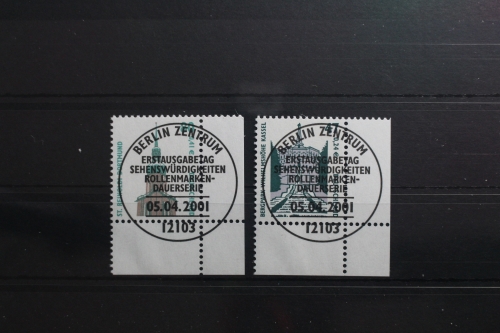 BERLIN ZENTRUM
ERSTAUSGABETAG
SEHENSWÜRDIGKEITEN
ROLLENMARKEN-
DAUERSERIE
05.04.2001
12103
BERLIN ZENTRUM
ERSTAUSGABETAG
SEHENSWÜRDIGKEITEN
ROLLENMARKEN-
DAUERSERIE
05.04.2001
12103
KASSEL